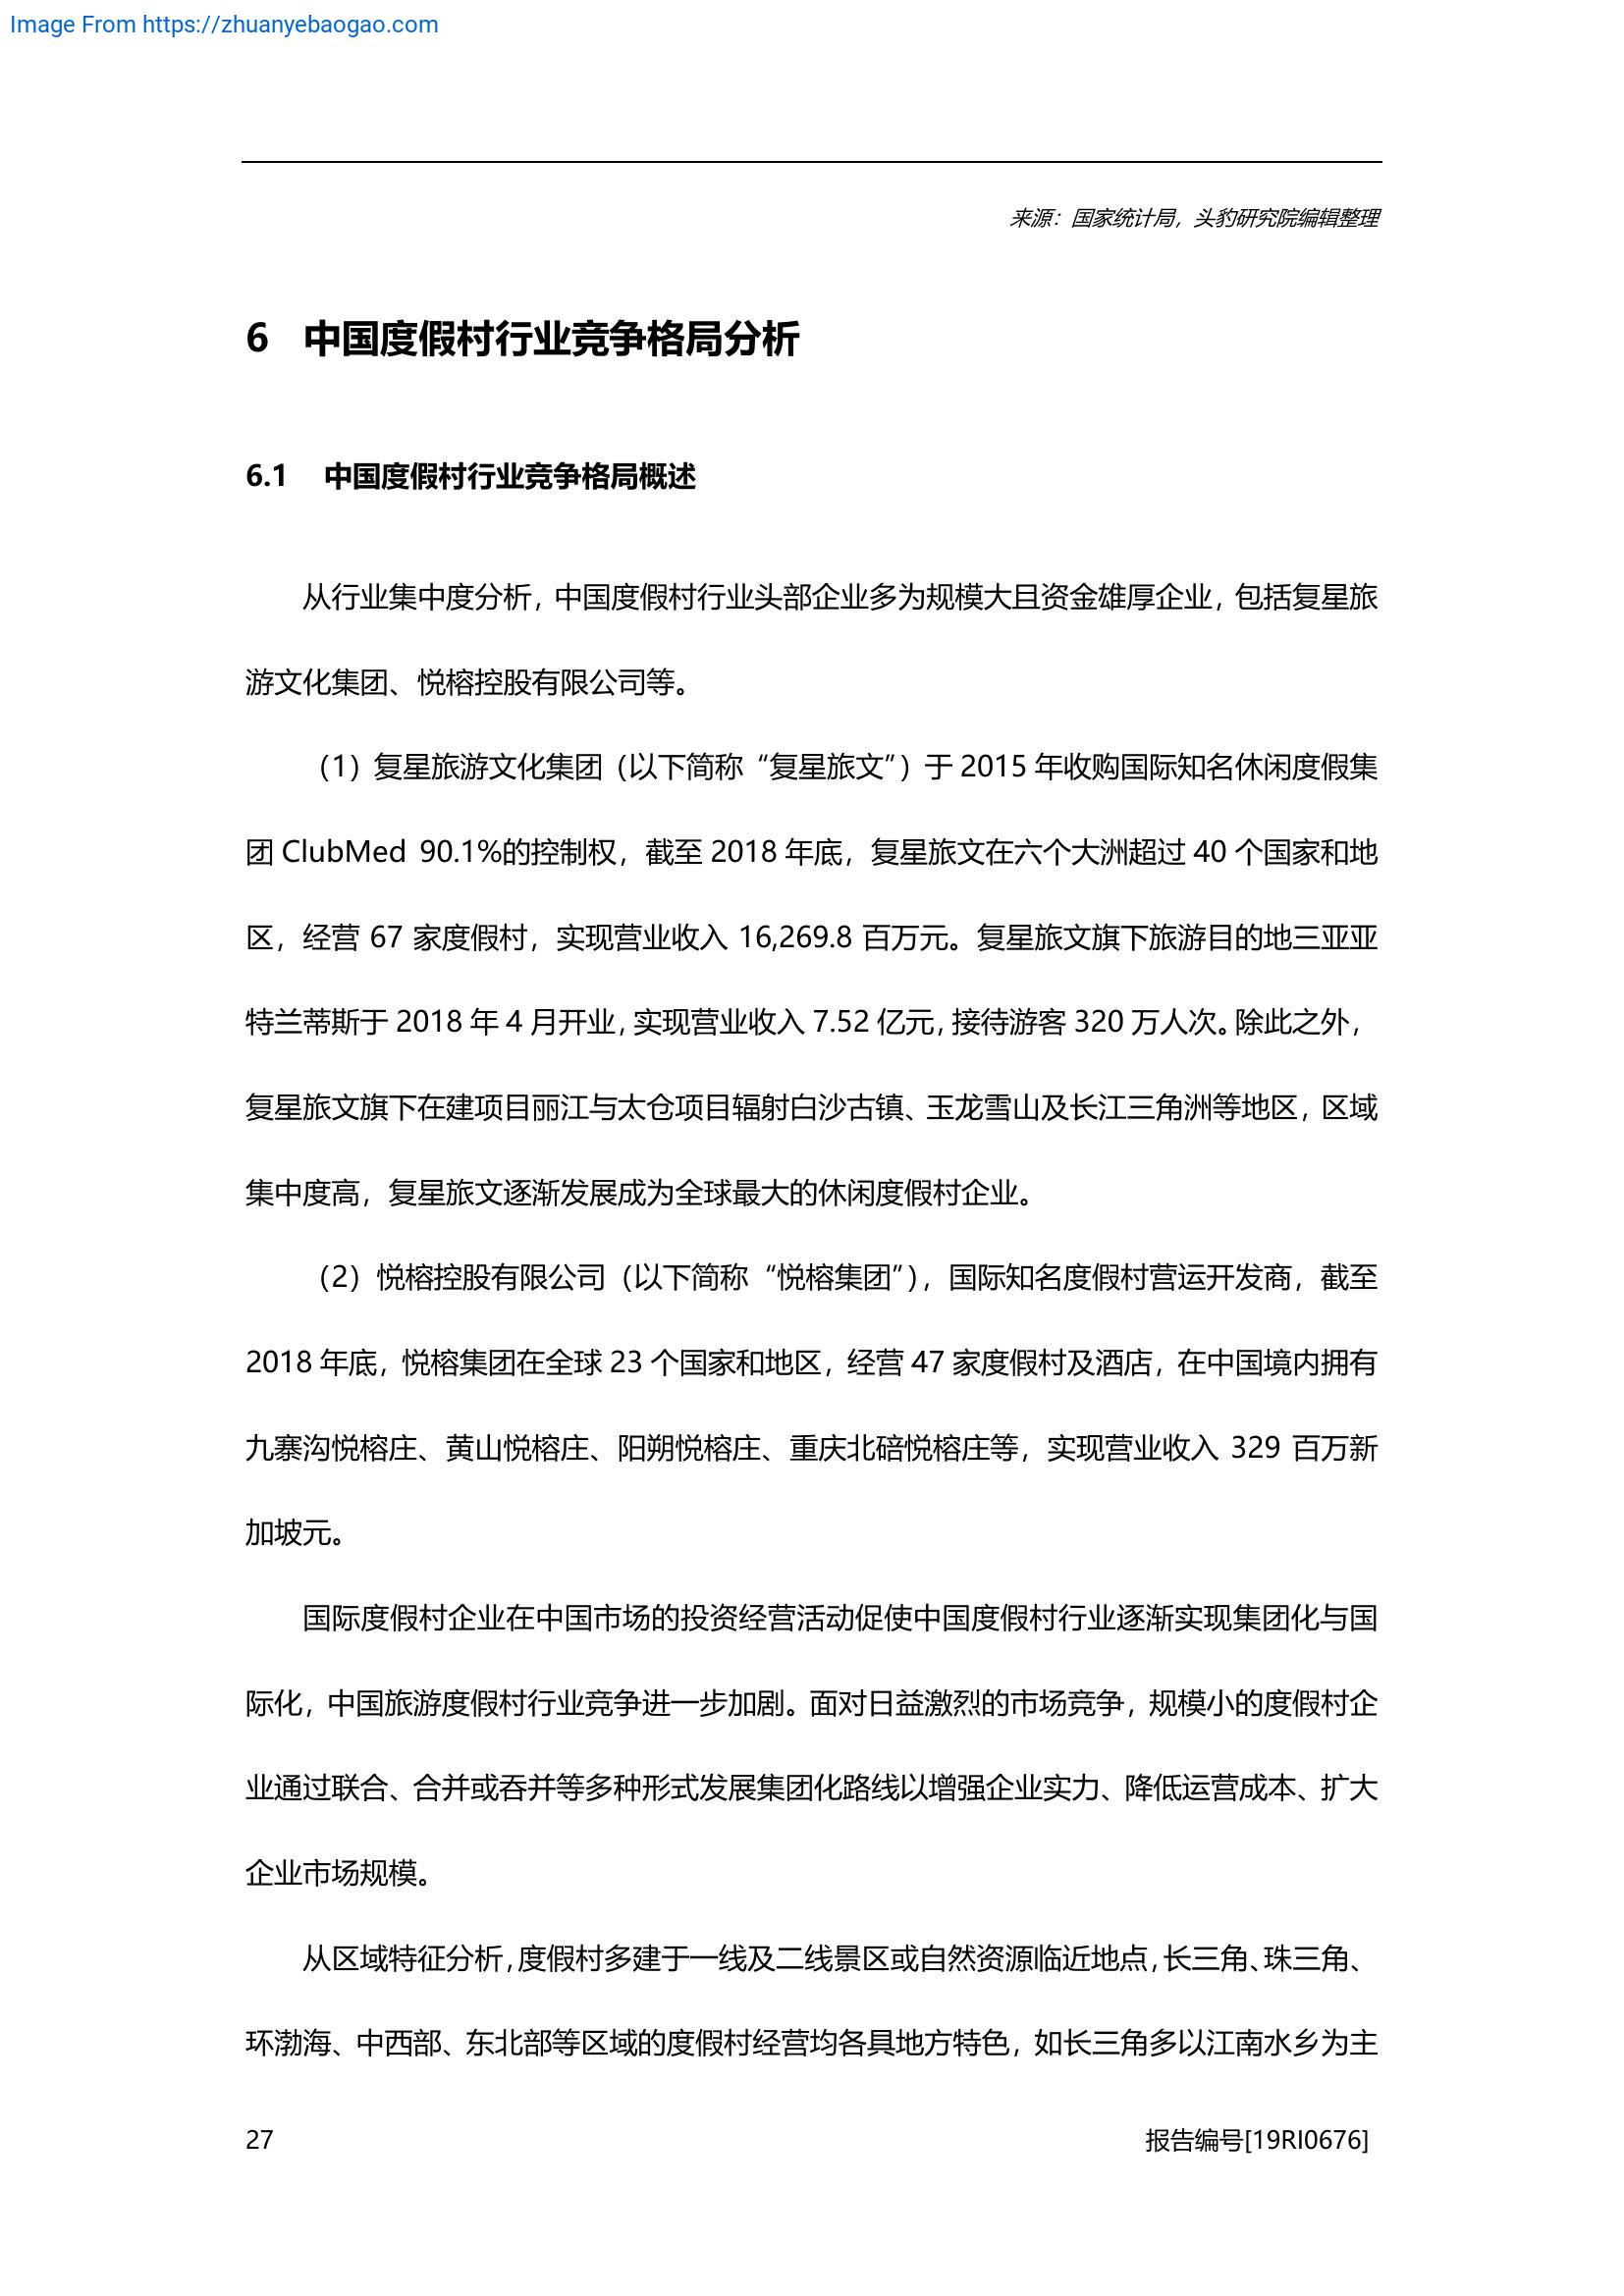 Image From https://zhuanyebaogao.com
来源：国家统计局，头豹研究院编辑整理
6 中国度假村行业竞争格局分析
6.1 中国度假村行业竞争格局概述
从行业集中度分析，中国度假村行业头部企业多为规模大且资金雄厚企业，包括复星旅
游文化集团、悦榕控股有限公司等。
（1）复星旅游文化集团（以下简称“复星旅文”）于 2015 年收购国际知名休闲度假集
团 ClubMed 90.1%的控制权，截至 2018 年底，复星旅文在六个大洲超过 40 个国家和地
区，经营 67 家度假村，实现营业收入 16,269.8 百万元。复星旅文旗下旅游目的地三亚亚
特兰蒂斯于 2018 年 4 月开业，实现营业收入 7.52 亿元，接待游客 320 万人次。除此之外，
复星旅文旗下在建项目丽江与太仓项目辐射白沙古镇、玉龙雪山及长江三角洲等地区，区域
集中度高，复星旅文逐渐发展成为全球最大的休闲度假村企业。
（2）悦榕控股有限公司（以下简称“悦榕集团”），国际知名度假村营运开发商，截至
2018 年底，悦榕集团在全球 23 个国家和地区，经营 47 家度假村及酒店，在中国境内拥有
九寨沟悦榕庄、黄山悦榕庄、阳朔悦榕庄、重庆北碚悦榕庄等，实现营业收入 329 百万新
加坡元。
国际度假村企业在中国市场的投资经营活动促使中国度假村行业逐渐实现集团化与国
际化，中国旅游度假村行业竞争进一步加剧。面对日益激烈的市场竞争，规模小的度假村企
业通过联合、合并或吞并等多种形式发展集团化路线以增强企业实力、降低运营成本、扩大
企业市场规模。
从区域特征分析，度假村多建于一线及二线景区或自然资源临近地点，长三角、珠三角、
环渤海、中西部、东北部等区域的度假村经营均各具地方特色，如长三角多以江南水乡为主
27 报告编号[19RI0676]